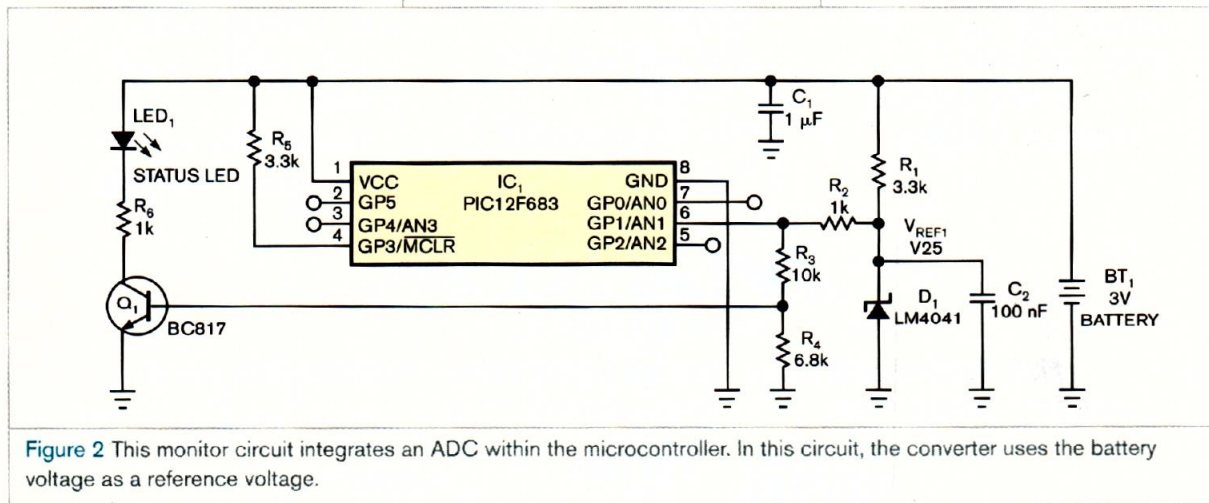 LED₁
STATUS LED
R₆
1k
Q₁
BC817
R₅
3.3k
1
2
3
4
VCC
GP5
GP4/AN3
GP3/MCLR
IC₁
PIC12F683
GND
GP0/AN0
GP1/AN1
GP2/AN2
8
7
6
5
C₁
1 µF
R₂
1k
R₁
3.3k
VREF1
V25
R₃
10k
R₄
6.8k
D₁
LM4041
C₂
100 nF
BT₁
3V
BATTERY
Figure 2 This monitor circuit integrates an ADC within the microcontroller. In this circuit, the converter uses the battery
voltage as a reference voltage.